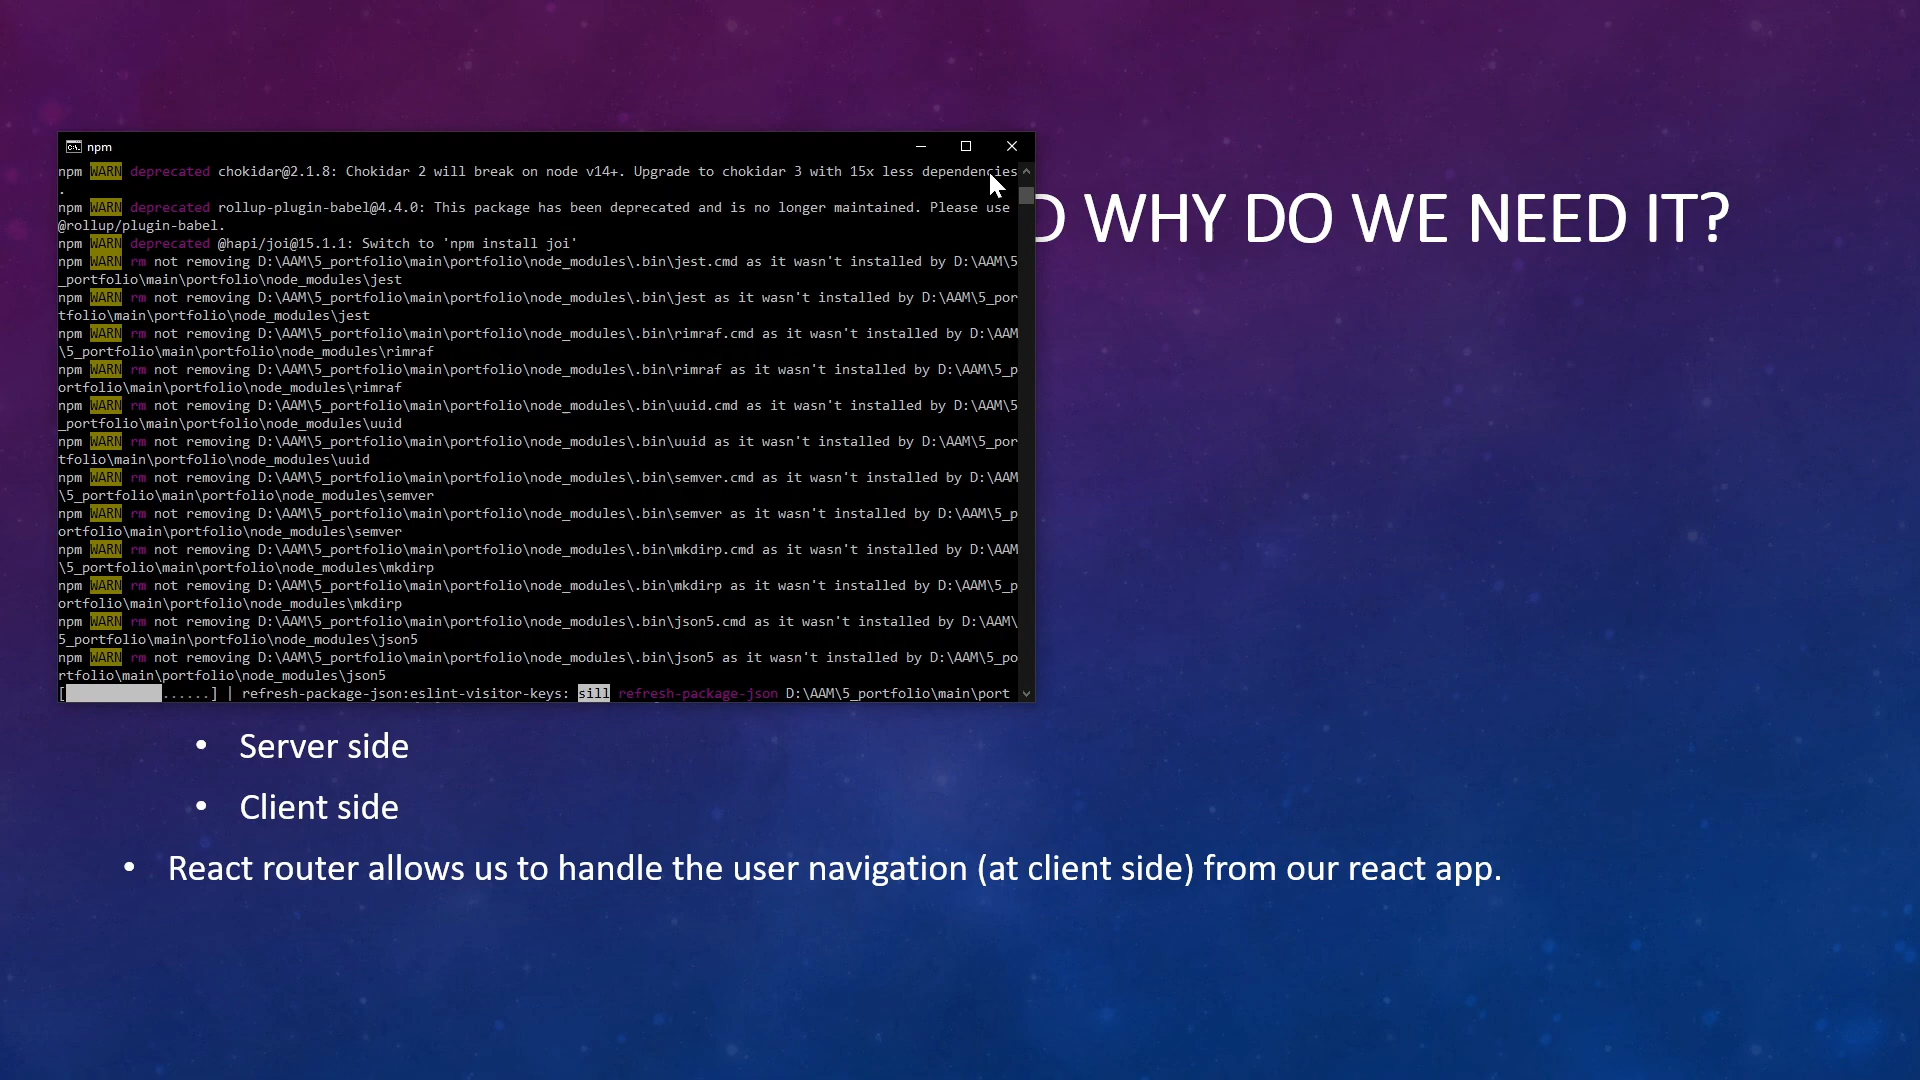 npm
npm WARN deprecated chokidar@2.1.8: Chokidar 2 will break on node v14+. Upgrade to chokidar 3 with 15x less dependencies
.
npm WARN deprecated rollup-plugin-babel@4.4.0: This package has been deprecated and is no longer maintained. Please use
@rollup/plugin-babel.
npm WARN deprecated @hapi/joi@15.1.1: Switch to 'npm install joi'
npm WARN rm not removing D:\AAM\5_portfolio\main\portfolio\node_modules\.bin\jest.cmd as it wasn't installed by D:\AAM\5
_portfolio\main\portfolio\node_modules\jest
npm WARN rm not removing D:\AAM\5_portfolio\main\portfolio\node_modules\.bin\jest as it wasn't installed by D:\AAM\5_por
tfolio\main\portfolio\node_modules\jest
npm WARN rm not removing D:\AAM\5_portfolio\main\portfolio\node_modules\.bin\rimraf.cmd as it wasn't installed by D:\AAM
\5_portfolio\main\portfolio\node_modules\rimraf
npm WARN rm not removing D:\AAM\5_portfolio\main\portfolio\node_modules\.bin\rimraf as it wasn't installed by D:\AAM\5_p
ortfolio\main\portfolio\node_modules\rimraf
npm WARN rm not removing D:\AAM\5_portfolio\main\portfolio\node_modules\.bin\uuid.cmd as it wasn't installed by D:\AAM\5
_portfolio\main\portfolio\node_modules\uuid
npm WARN rm not removing D:\AAM\5_portfolio\main\portfolio\node_modules\.bin\uuid as it wasn't installed by D:\AAM\5_por
tfolio\main\portfolio\node_modules\uuid
npm WARN rm not removing D:\AAM\5_portfolio\main\portfolio\node_modules\.bin\semver.cmd as it wasn't installed by D:\AAM
\5_portfolio\main\portfolio\node_modules\semver
npm WARN rm not removing D:\AAM\5_portfolio\main\portfolio\node_modules\.bin\semver as it wasn't installed by D:\AAM\5_p
ortfolio\main\portfolio\node_modules\semver
npm WARN rm not removing D:\AAM\5_portfolio\main\portfolio\node_modules\.bin\mkdirp.cmd as it wasn't installed by D:\AAM
\5_portfolio\main\portfolio\node_modules\mkdirp
npm WARN rm not removing D:\AAM\5_portfolio\main\portfolio\node_modules\.bin\mkdirp as it wasn't installed by D:\AAM\5_p
ortfolio\main\portfolio\node_modules\mkdirp
npm WARN rm not removing D:\AAM\5_portfolio\main\portfolio\node_modules\.bin\json5.cmd as it wasn't installed by D:\AAM\
5_portfolio\main\portfolio\node_modules\json5
npm WARN rm not removing D:\AAM\5_portfolio\main\portfolio\node_modules\.bin\json5 as it wasn't installed by D:\AAM\5_po
rtfolio\main\portfolio\node_modules\json5
[ ......] | refresh-package-json:eslint-visitor-keys: sill refresh-package-json D:\AAM\5_portfolio\main\port
WHY DO WE NEED IT?
• Server side
• Client side
• React router allows us to handle the user navigation (at client side) from our react app.